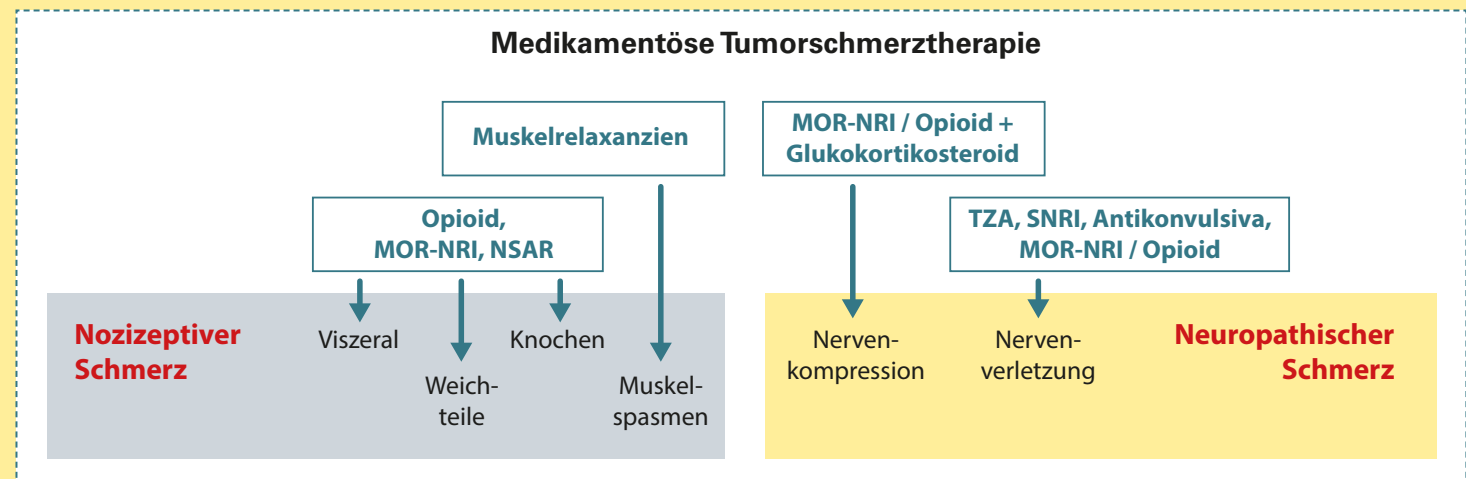 Medikamentöse Tumorschmerztherapie
Muskelrelaxanzien
MOR-NRI / Opioid +
Glukokortikosteroid
Opioid,
MOR-NRI, NSAR
TZA, SNRI, Antikonvulsiva,
MOR-NRI / Opioid
Nozizeptiver
Schmerz
Viszeral
Weich-
teile
Knochen
Muskel-
spasmen
Nerven-
kompression
Nerven-
verletzung
Neuropathischer
Schmerz